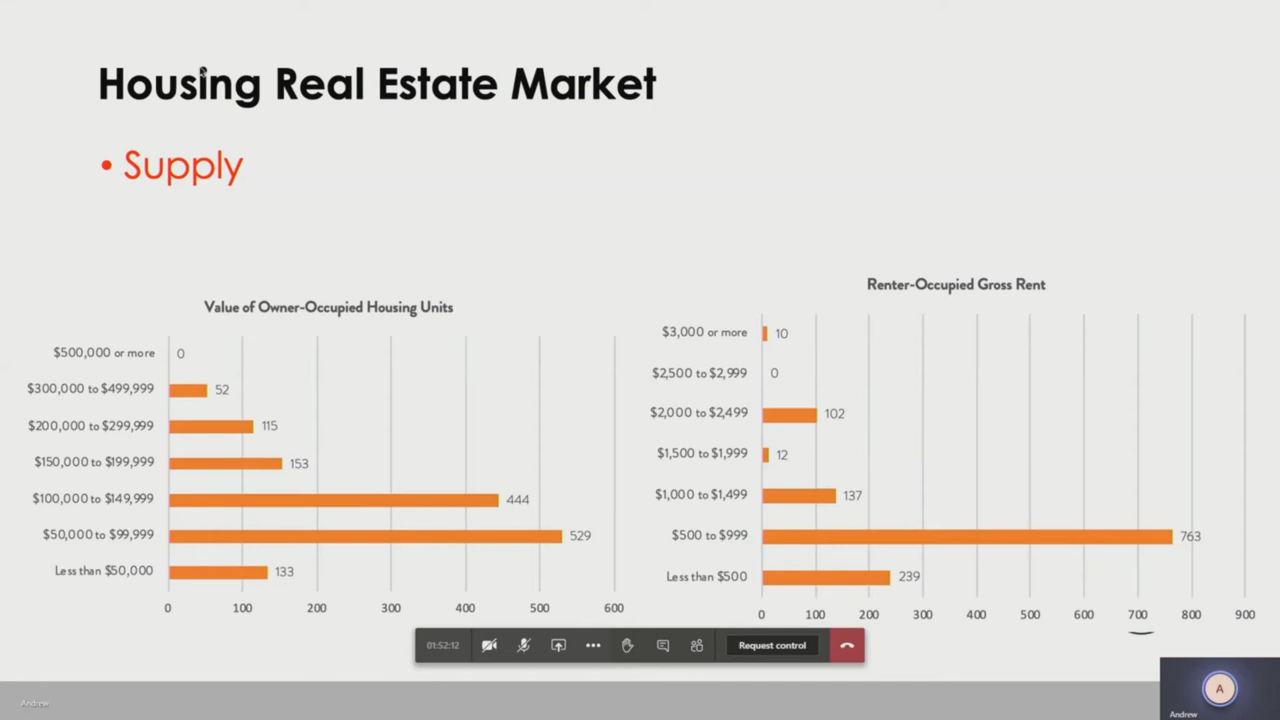 Housing Real Estate Market
• Supply
Value of Owner-Occupied Housing Units
$500,000 or more 0
$300,000 to $499,999 52
$200,000 to $299,999 115
$150,000 to $199,999 153
$100,000 to $149,999 444
$50,000 to $99,999 529
Less than $50,000 133
0 100 200 300 400 500 600
Renter-Occupied Gross Rent
$3,000 or more 10
$2,500 to $2,999 0
$2,000 to $2,499 102
$1,500 to $1,999 12
$1,000 to $1,499 137
$500 to $999 763
Less than $500 239
0 100 200 300 400 500 600 700 800 900
01:52:12
Request control
Andrew
A
Andrew